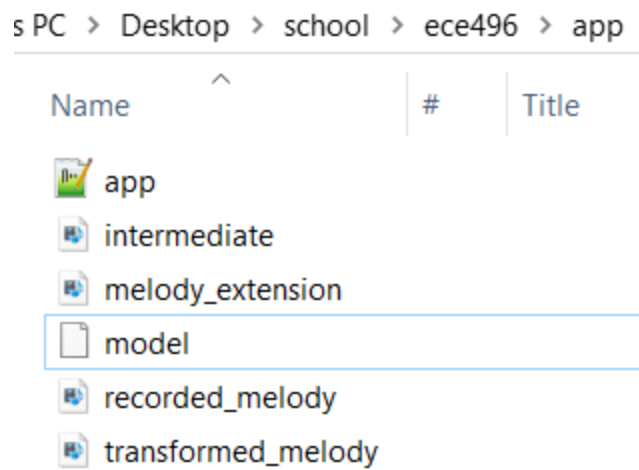 s PC > Desktop > school > ece496 > app
Name # Title
app
intermediate
melody_extension
model
recorded_melody
transformed_melody